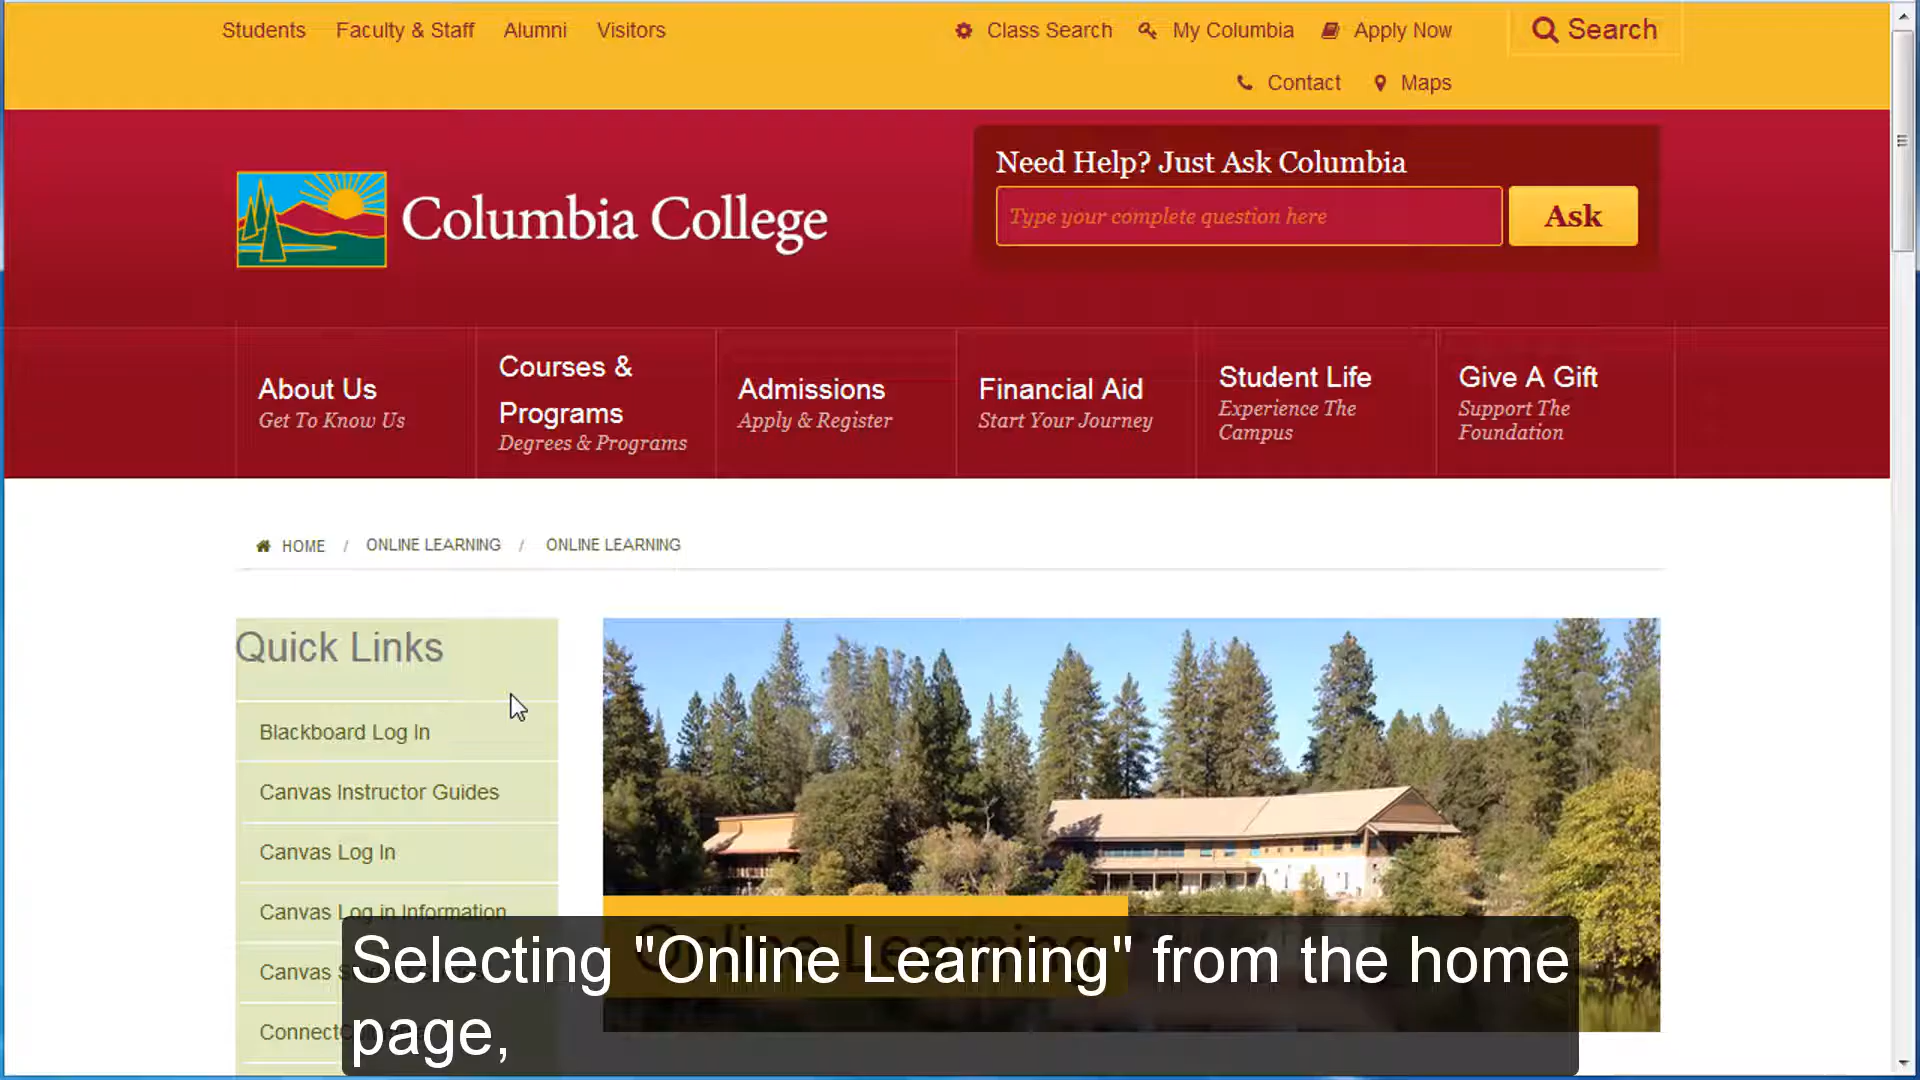 Students Faculty & Staff Alumni Visitors
Class Search My Columbia Apply Now
Search
Contact Maps
Columbia College
Need Help? Just Ask Columbia
Type your complete question here
Ask
About Us
Get To Know Us
Courses &
Programs
Degrees & Programs
Admissions
Apply & Register
Financial Aid
Start Your Journey
Student Life
Experience The
Campus
Give A Gift
Support The
Foundation
HOME / ONLINE LEARNING / ONLINE LEARNING
Quick Links
Blackboard Log In
Canvas Instructor Guides
Canvas Log In
Canvas Log in Information
Canvas
Online Learning
Selecting "Online Learning" from the home
page,